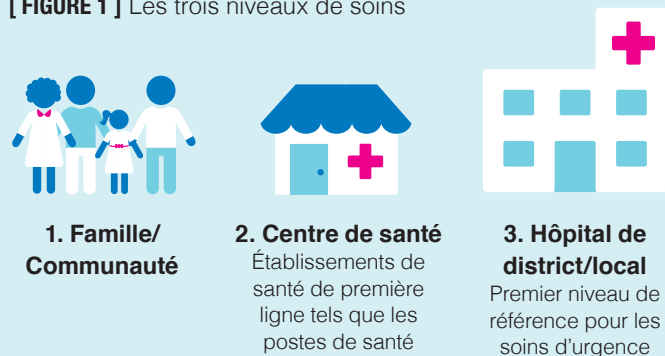 [ FIGURE 1 ] Les trois niveaux de soins
1. Famille/
Communauté
2. Centre de santé
Établissements de
santé de première
ligne tels que les
postes de santé
3. Hôpital de
district/local
Premier niveau de
référence pour les
soins d'urgence